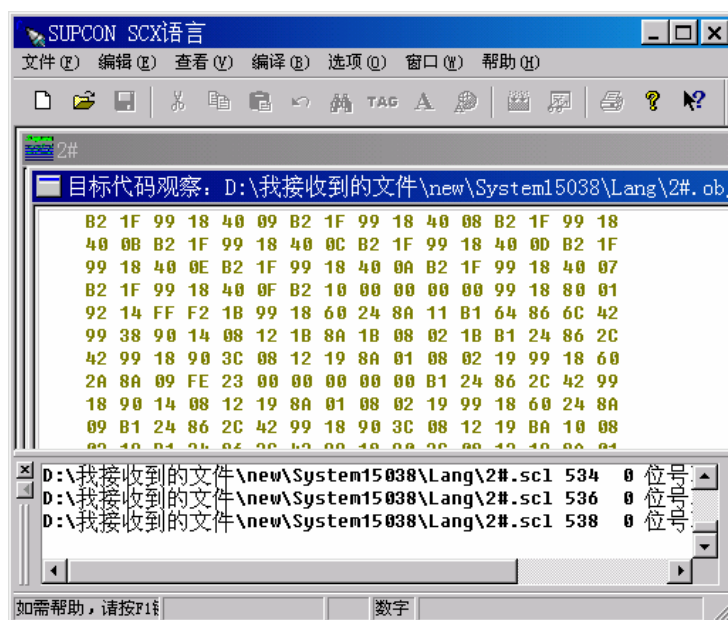 SUPCON SCX语言
文件(F) 编辑(E) 查看(V) 编译(B) 选项(O) 窗口(W) 帮助(H)
TAG A
2#
目标代码观察: D:\我接收到的文件\new\System15038\Lang\2#.ob
B2 1F 99 18 40 09 B2 1F 99 18 40 08 B2 1F 99 18
40 0B B2 1F 99 18 40 0C B2 1F 99 18 40 0D B2 1F
99 18 40 0E B2 1F 99 18 40 0A B2 1F 99 18 40 07
B2 1F 99 18 40 0F B2 10 00 00 00 00 99 18 80 01
92 14 FF F2 1B 99 18 60 24 8A 11 B1 64 86 6C 42
99 38 90 14 08 12 1B 8A 1B 08 02 1B B1 24 86 2C
42 99 18 90 3C 08 12 19 8A 01 08 02 19 99 18 60
2A 8A 09 FE 23 00 00 00 00 00 B1 24 86 2C 42 99
18 90 14 08 12 19 8A 01 08 02 19 99 18 60 24 8A
09 B1 24 86 2C 42 99 18 90 3C 08 12 19 BA 10 08
D:\我接收到的文件\new\System15038\Lang\2#.scl 534 0 位号
D:\我接收到的文件\new\System15038\Lang\2#.scl 536 0 位号
D:\我接收到的文件\new\System15038\Lang\2#.scl 538 0 位号
如需帮助，请按F1 数字